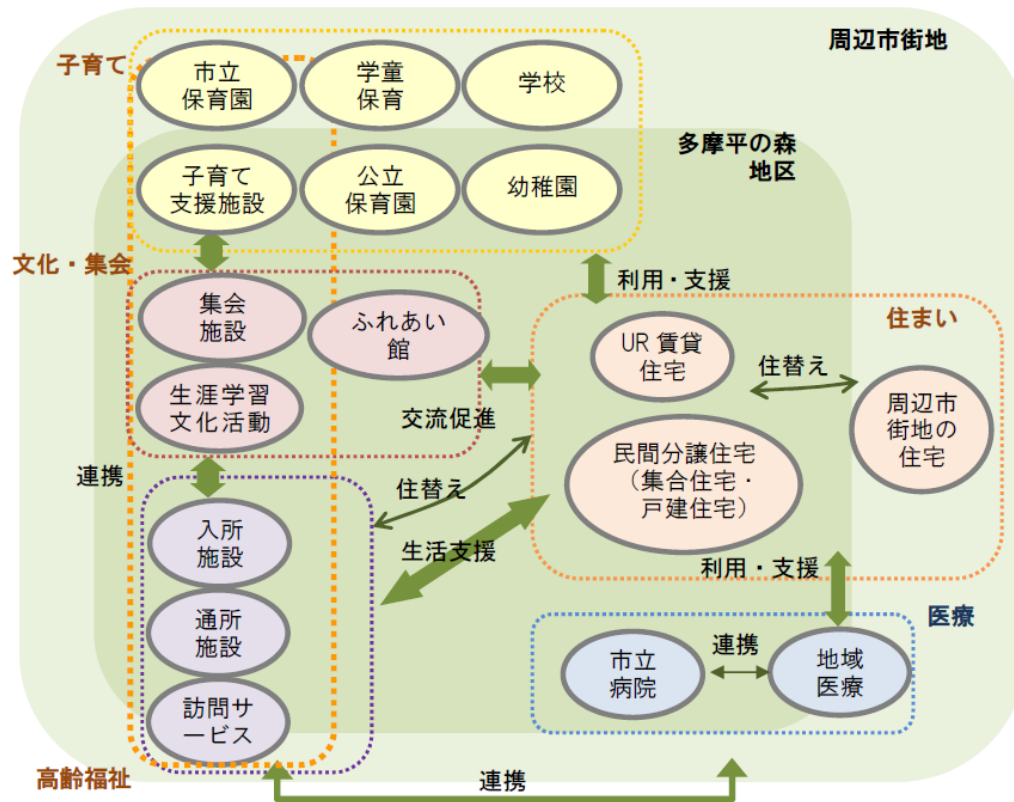 周辺市街地
子育て
市立
保育園
学童
保育
学校
多摩平の森
地区
子育て
支援施設
公立
保育園
幼稚園
文化・集会
利用・支援
集会
施設
ふれあい
館
住まい
UR 賃貸
住宅
住替え
生涯学習
文化活動
交流促進
周辺市
街地の
住宅
連携
民間分譲住宅
（集合住宅・
戸建住宅）
住替え
入所
施設
生活支援
利用・支援
通所
施設
医療
市立
病院
連携
地域
医療
訪問サ
ービス
高齢福祉
連携